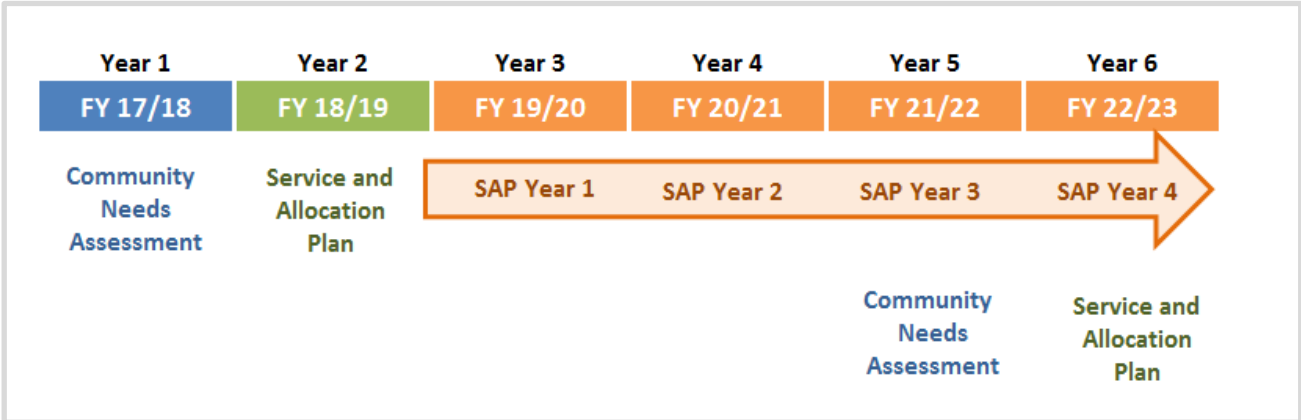 Year 1 Year 2 Year 3 Year 4 Year 5 Year 6
FY 17/18 FY 18/19 FY 19/20 FY 20/21 FY 21/22 FY 22/23
Community
Needs
Assessment
Service and
Allocation
Plan
SAP Year 1 SAP Year 2 SAP Year 3 SAP Year 4
Community
Needs
Assessment
Service and
Allocation
Plan